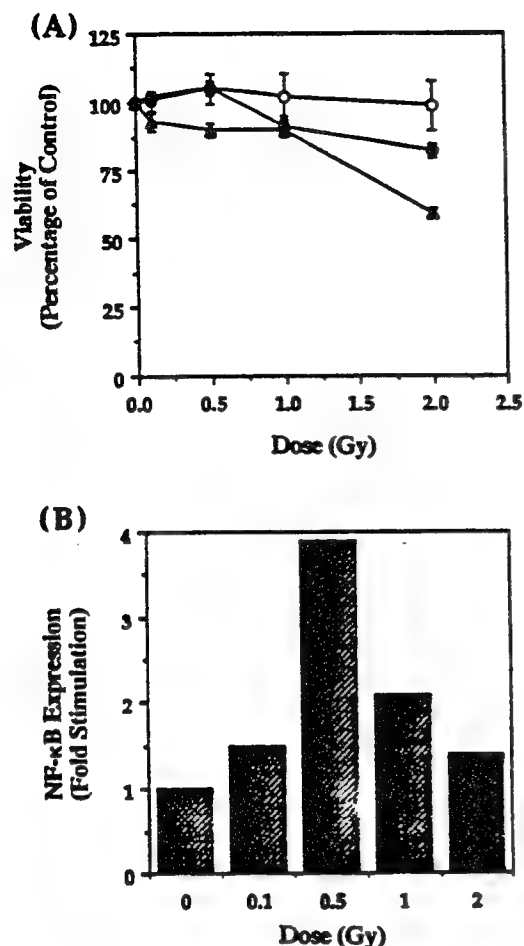 (A)
125
100
75
50
25
0
Viability
(Percentage of Control)
0.0 0.5 1.0 1.5 2.0 2.5
Dose (Gy)
(B)
4
3
2
1
0
NF-κB Expression
(Fold Stimulation)
0 0.1 0.5 1 2
Dose (Gy)